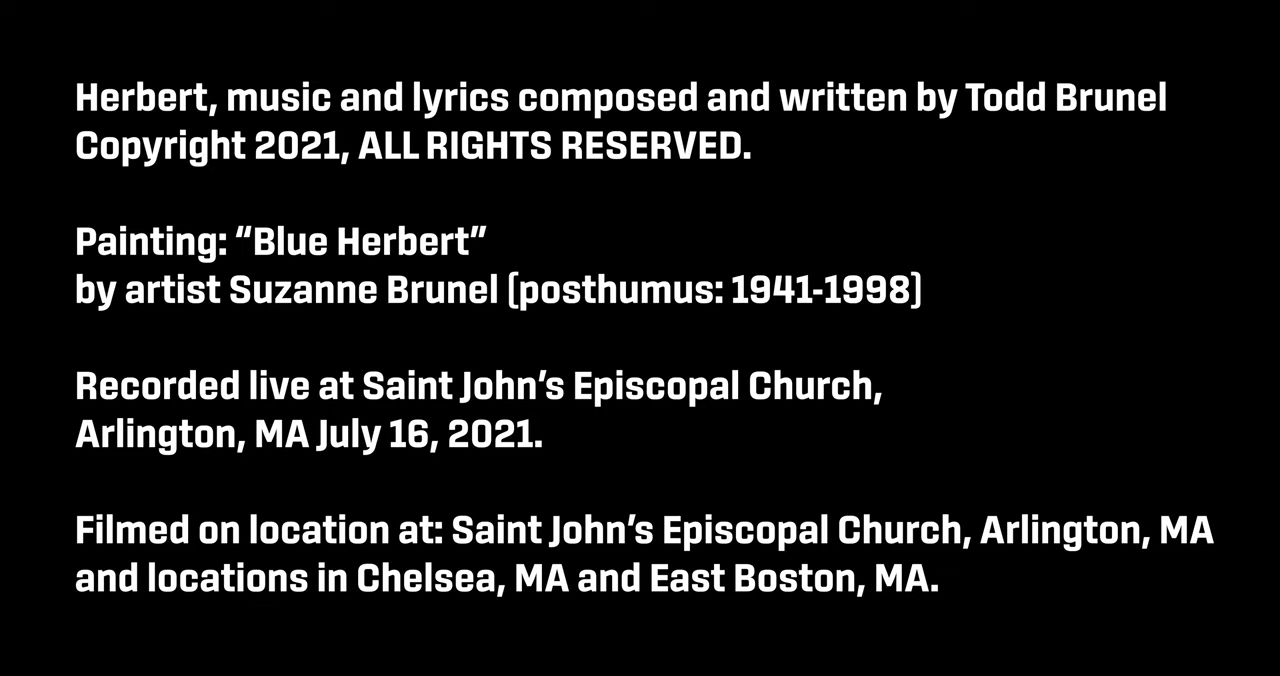 Herbert, music and lyrics composed and written by Todd Brunel
Copyright 2021, ALL RIGHTS RESERVED.
Painting: “Blue Herbert”
by artist Suzanne Brunel (posthumus: 1941-1998)
Recorded live at Saint John’s Episcopal Church,
Arlington, MA July 16, 2021.
Filmed on location at: Saint John’s Episcopal Church, Arlington, MA
and locations in Chelsea, MA and East Boston, MA.